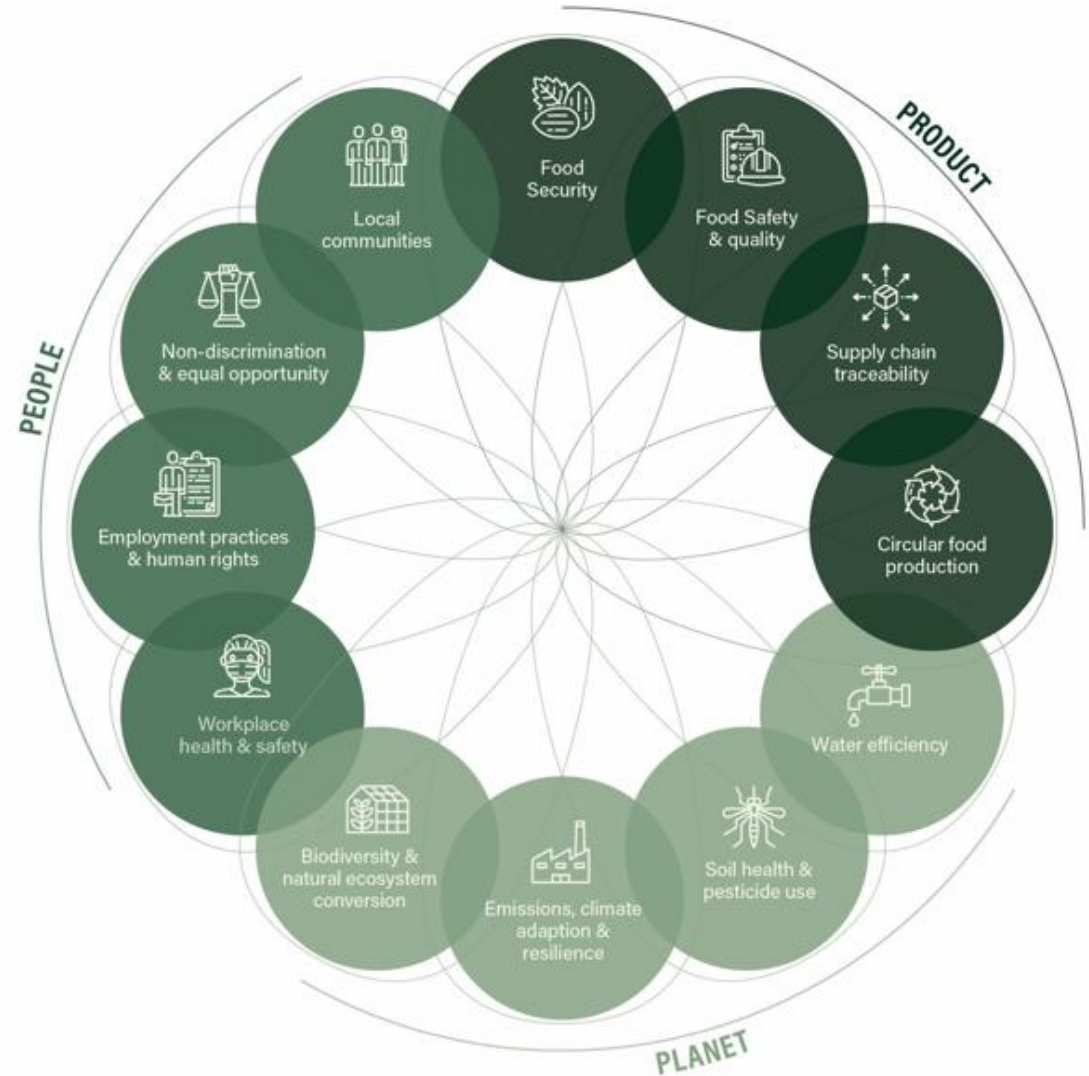 PRODUCT
Food
Security
Food Safety
& quality
Supply chain
traceability
Circular food
production
PLANET
Water efficiency
Soil health &
pesticide use
Emissions, climate
adaption &
resilience
Biodiversity &
natural ecosystem
conversion
PEOPLE
Workplace
health & safety
Employment practices
& human rights
Non-discrimination
& equal opportunity
Local
communities